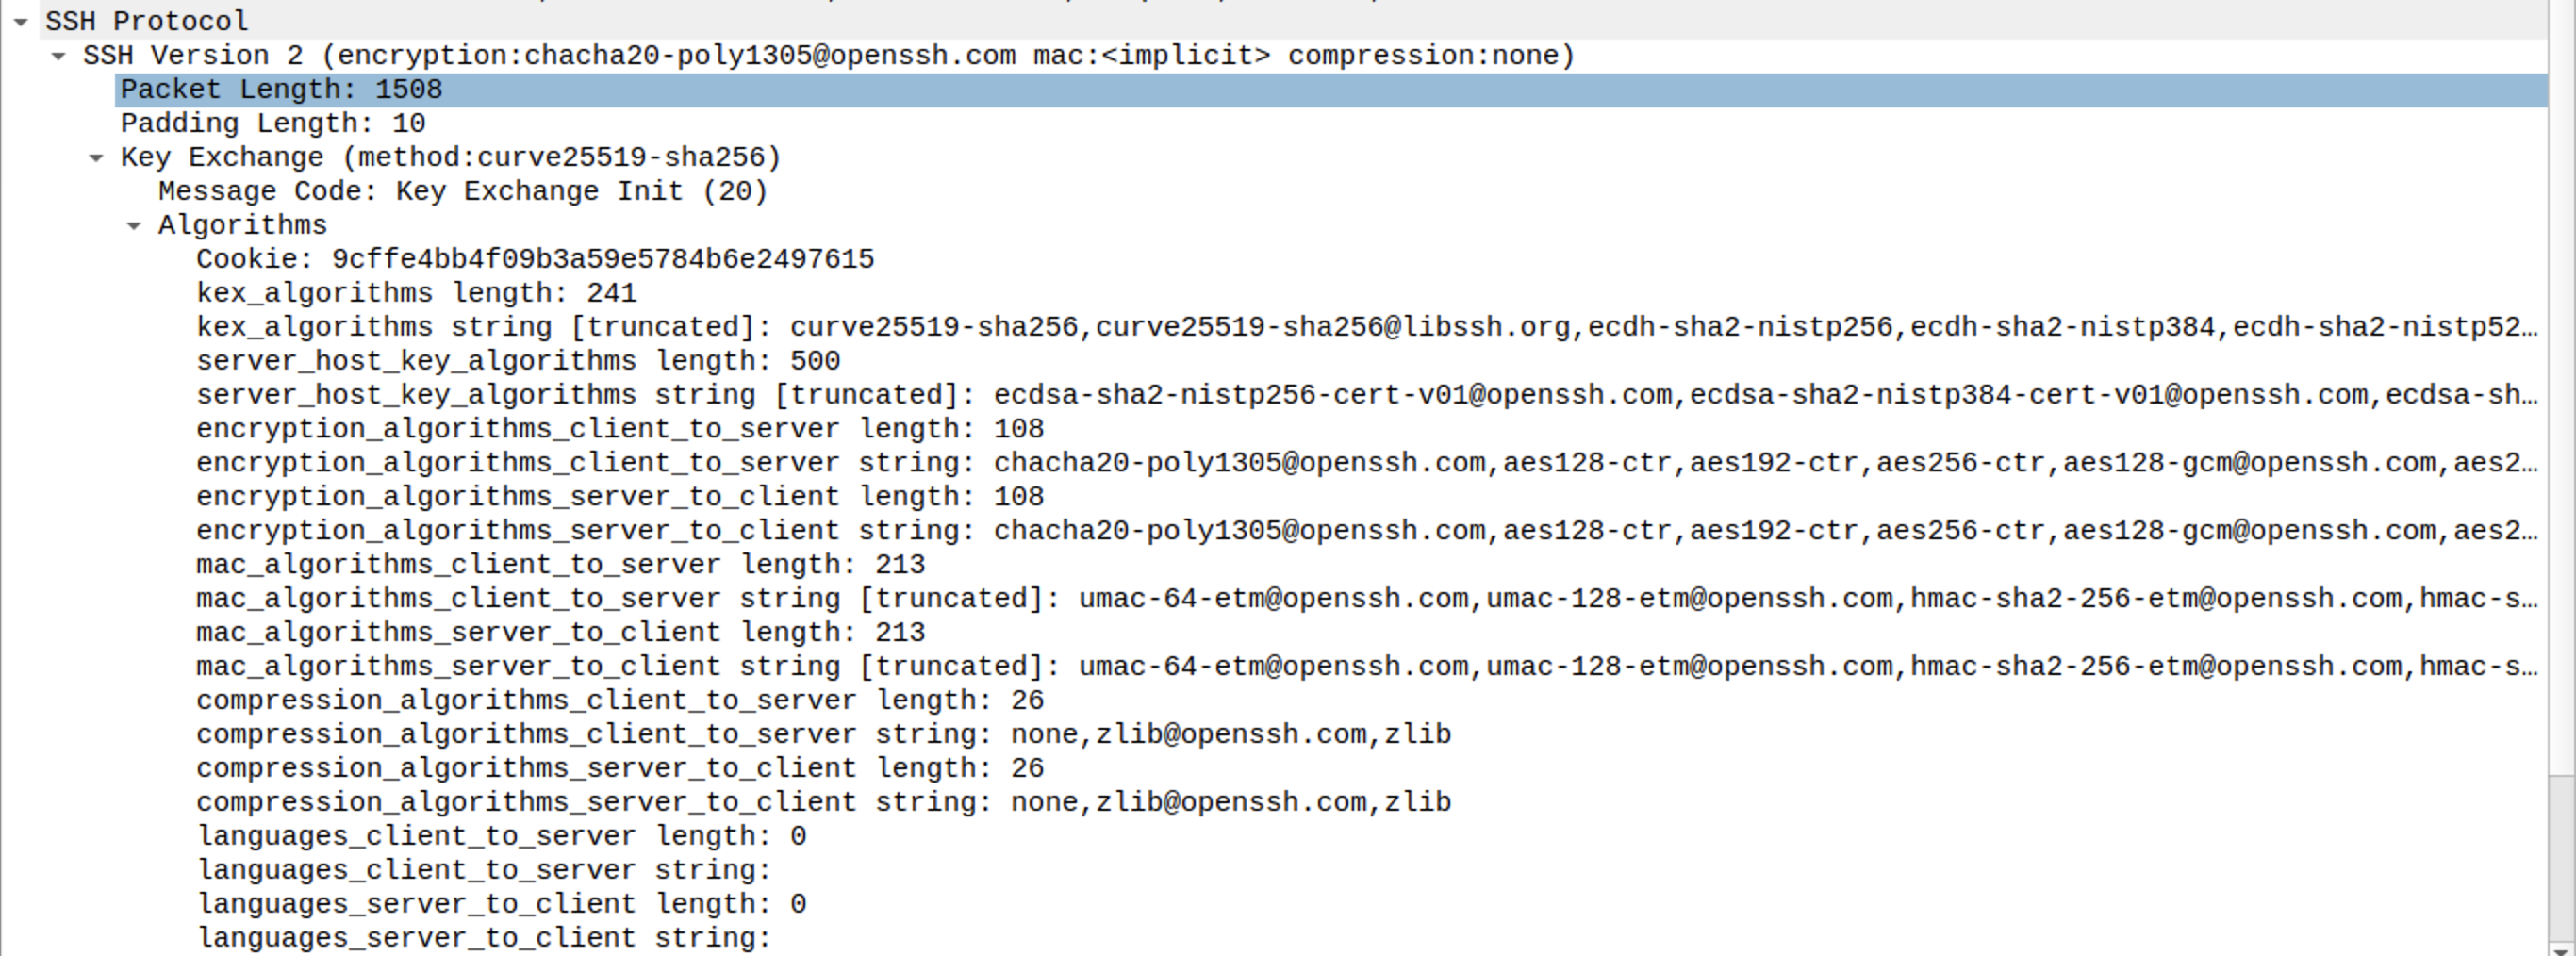 SSH Protocol
SSH Version 2 (encryption:chacha20-poly1305@openssh.com mac:<implicit> compression:none)
Packet Length: 1508
Padding Length: 10
Key Exchange (method:curve25519-sha256)
Message Code: Key Exchange Init (20)
Algorithms
Cookie: 9cffe4bb4f09b3a59e5784b6e2497615
kex_algorithms length: 241
kex_algorithms string [truncated]: curve25519-sha256,curve25519-sha256@libssh.org,ecdh-sha2-nistp256,ecdh-sha2-nistp384,ecdh-sha2-nistp52…
server_host_key_algorithms length: 500
server_host_key_algorithms string [truncated]: ecdsa-sha2-nistp256-cert-v01@openssh.com,ecdsa-sha2-nistp384-cert-v01@openssh.com,ecdsa-sh…
encryption_algorithms_client_to_server length: 108
encryption_algorithms_client_to_server string: chacha20-poly1305@openssh.com,aes128-ctr,aes192-ctr,aes256-ctr,aes128-gcm@openssh.com,aes2…
encryption_algorithms_server_to_client length: 108
encryption_algorithms_server_to_client string: chacha20-poly1305@openssh.com,aes128-ctr,aes192-ctr,aes256-ctr,aes128-gcm@openssh.com,aes2…
mac_algorithms_client_to_server length: 213
mac_algorithms_client_to_server string [truncated]: umac-64-etm@openssh.com,umac-128-etm@openssh.com,hmac-sha2-256-etm@openssh.com,hmac-s…
mac_algorithms_server_to_client length: 213
mac_algorithms_server_to_client string [truncated]: umac-64-etm@openssh.com,umac-128-etm@openssh.com,hmac-sha2-256-etm@openssh.com,hmac-s…
compression_algorithms_client_to_server length: 26
compression_algorithms_client_to_server string: none,zlib@openssh.com,zlib
compression_algorithms_server_to_client length: 26
compression_algorithms_server_to_client string: none,zlib@openssh.com,zlib
languages_client_to_server length: 0
languages_client_to_server string:
languages_server_to_client length: 0
languages_server_to_client string: